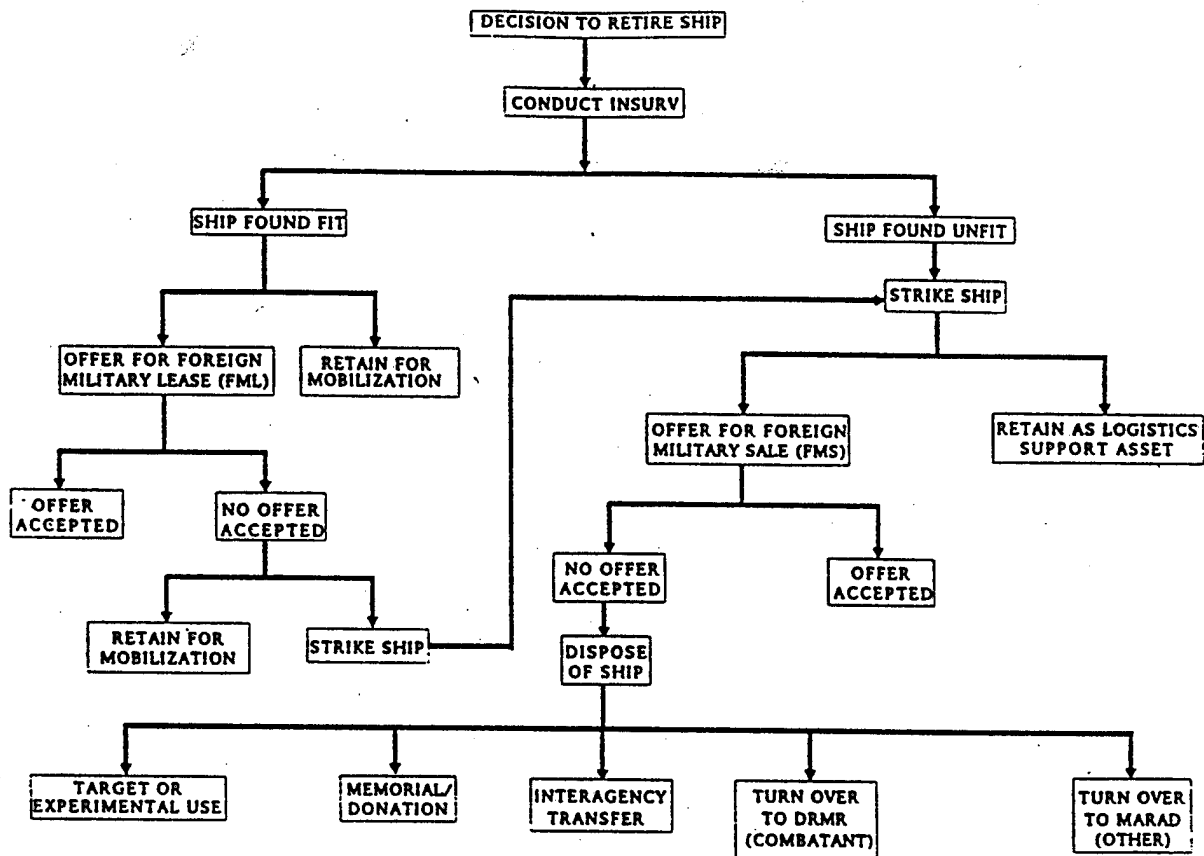 DECISION TO RETIRE SHIP
CONDUCT INSURV
SHIP FOUND FIT
SHIP FOUND UNFIT
STRIKE SHIP
OFFER FOR FOREIGN
MILITARY LEASE (FML)
RETAIN FOR
MOBILIZATION
OFFER FOR FOREIGN
MILITARY SALE (FMS)
RETAIN AS LOGISTICS
SUPPORT ASSET
OFFER
ACCEPTED
NO OFFER
ACCEPTED
NO OFFER
ACCEPTED
OFFER
ACCEPTED
RETAIN FOR
MOBILIZATION
STRIKE SHIP
DISPOSE
OF SHIP
TARGET OR
EXPERIMENTAL USE
MEMORIAL/
DONATION
INTERAGENCY
TRANSFER
TURN OVER
TO DRMR
(COMBATANT)
TURN OVER
TO MARAD
(OTHER)